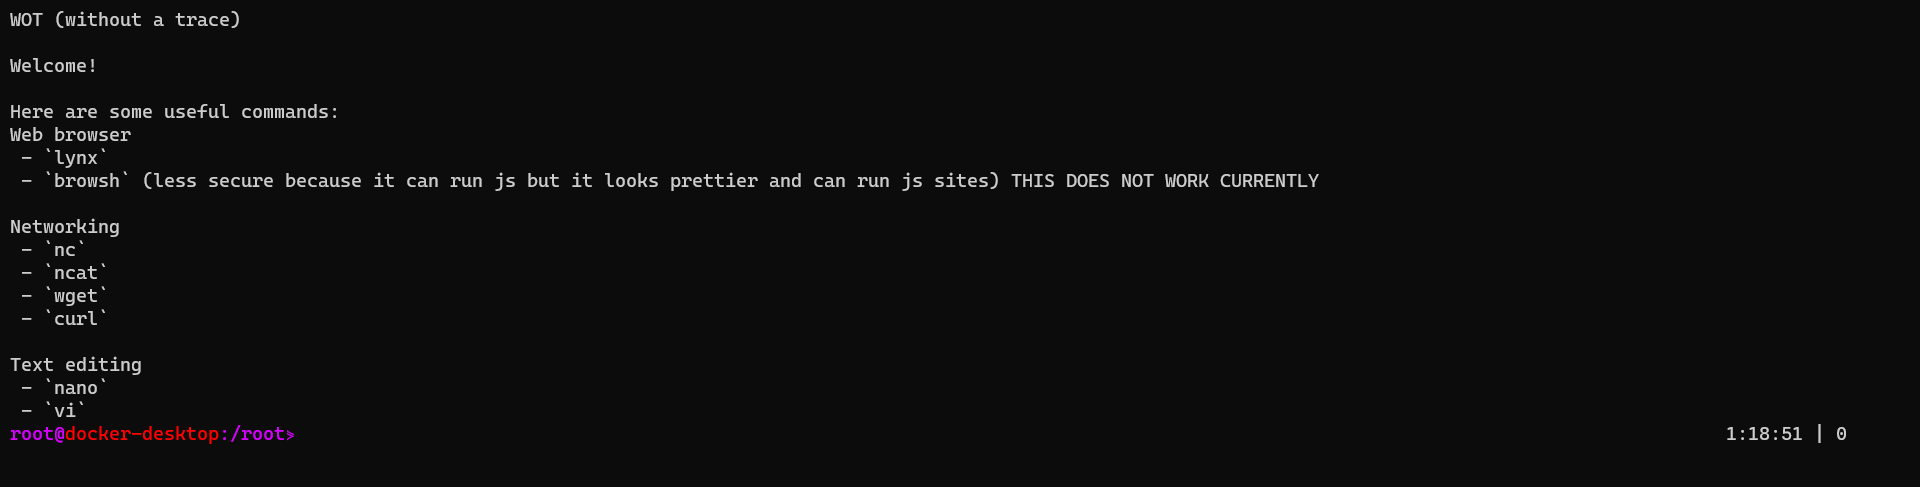 WOT (without a trace)
Welcome!
Here are some useful commands:
Web browser
- `lynx`
- `browsh` (less secure because it can run js but it looks prettier and can run js sites) THIS DOES NOT WORK CURRENTLY
Networking
- `nc`
- `ncat`
- `wget`
- `curl`
Text editing
- `nano`
- `vi`
root@docker-desktop:/root> 1:18:51 | 0